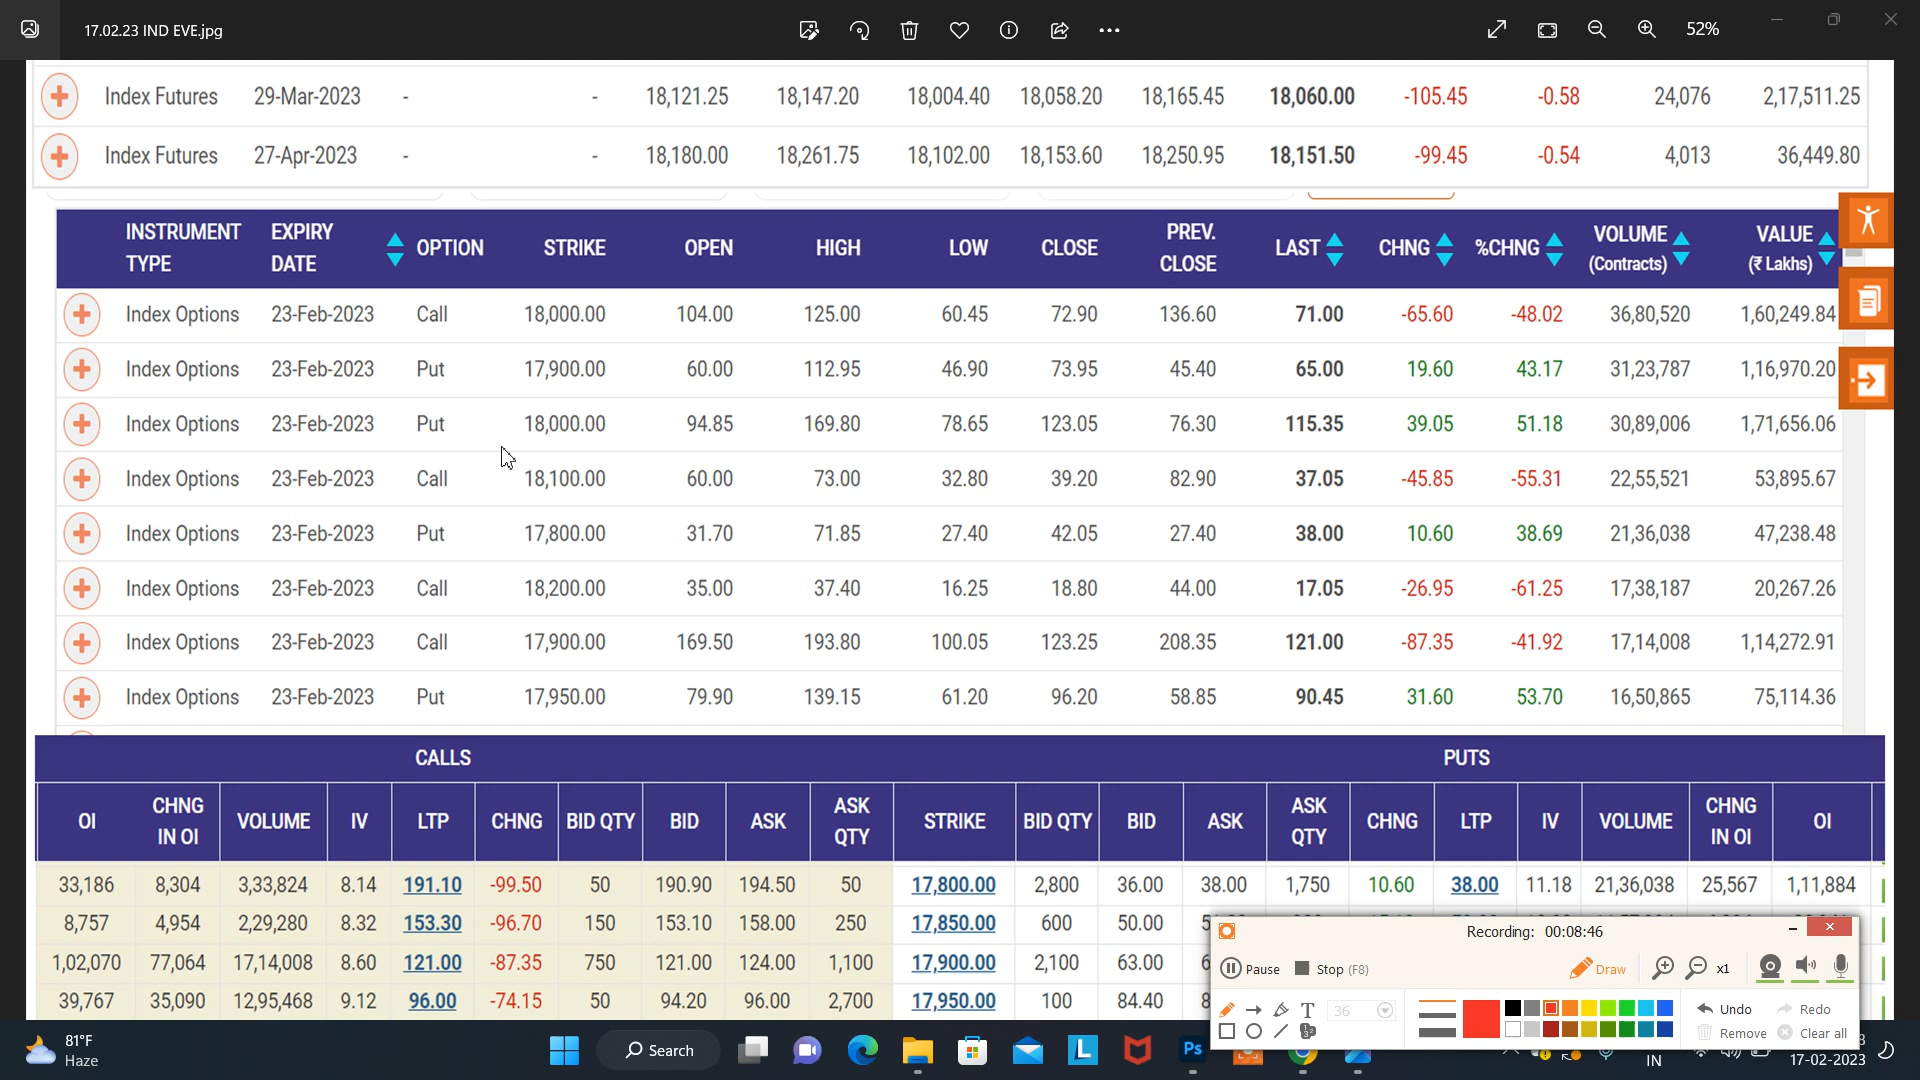 17.02.23 IND EVE.jpg 52%
Index Futures 29-Mar-2023 - - 18,121.25 18,147.20 18,004.40 18,058.20 18,165.45 18,060.00 -105.45 -0.58 24,076 2,17,511.25
Index Futures 27-Apr-2023 - - 18,180.00 18,261.75 18,102.00 18,153.60 18,250.95 18,151.50 -99.45 -0.54 4,013 36,449.80
INSTRUMENT TYPE EXPIRY DATE OPTION STRIKE OPEN HIGH LOW CLOSE PREV. CLOSE LAST CHNG %CHNG VOLUME (Contracts) VALUE (₹ Lakhs)
Index Options 23-Feb-2023 Call 18,000.00 104.00 125.00 60.45 72.90 136.60 71.00 -65.60 -48.02 36,80,520 1,60,249.84
Index Options 23-Feb-2023 Put 17,900.00 60.00 112.95 46.90 73.95 45.40 65.00 19.60 43.17 31,23,787 1,16,970.20
Index Options 23-Feb-2023 Put 18,000.00 94.85 169.80 78.65 123.05 76.30 115.35 39.05 51.18 30,89,006 1,71,656.06
Index Options 23-Feb-2023 Call 18,100.00 60.00 73.00 32.80 39.20 82.90 37.05 -45.85 -55.31 22,55,521 53,895.67
Index Options 23-Feb-2023 Put 17,800.00 31.70 71.85 27.40 42.05 27.40 38.00 10.60 38.69 21,36,038 47,238.48
Index Options 23-Feb-2023 Call 18,200.00 35.00 37.40 16.25 18.80 44.00 17.05 -26.95 -61.25 17,38,187 20,267.26
Index Options 23-Feb-2023 Call 17,900.00 169.50 193.80 100.05 123.25 208.35 121.00 -87.35 -41.92 17,14,008 1,14,272.91
Index Options 23-Feb-2023 Put 17,950.00 79.90 139.15 61.20 96.20 58.85 90.45 31.60 53.70 16,50,865 75,114.36
CALLS PUTS
OI CHNG IN OI VOLUME IV LTP CHNG BID QTY BID ASK ASK QTY STRIKE BID QTY BID ASK ASK QTY CHNG LTP IV VOLUME CHNG IN OI OI
33,186 8,304 3,33,824 8.14 191.10 -99.50 50 190.90 194.50 50 17,800.00 2,800 36.00 38.00 1,750 10.60 38.00 11.18 21,36,038 25,567 1,11,884
8,757 4,954 2,29,280 8.32 153.30 -96.70 150 153.10 158.00 250 17,850.00 600 50.00
1,02,070 77,064 17,14,008 8.60 121.00 -87.35 750 121.00 124.00 1,100 17,900.00 2,100 63.00
39,767 35,090 12,95,468 9.12 96.00 -74.15 50 94.20 96.00 2,700 17,950.00 100 84.40
Recording: 00:08:46
Pause Stop (F8) Draw x1
T 36 Undo Redo
Remove Clear all
81°F
Haze
Search
Ps
IN
17-02-2023